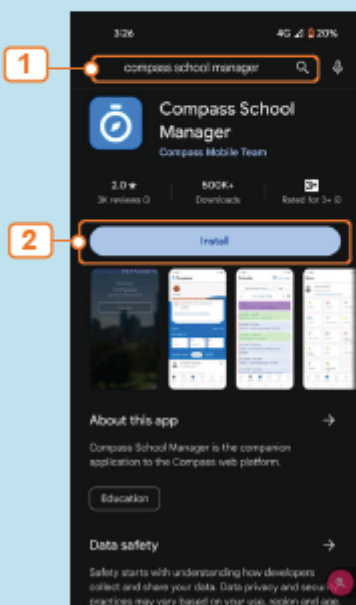 3:26
4G 20%
1
compass school manager
Compass School
Manager
Compass Mobile Team
2.0★
500K+
3+
3K reviews
Downloads
Rated for 3+
2
Install
About this app
Compass School Manager is the companion
application to the Compass web platform.
Education
Data safety
Safety starts with understanding how developers
collect and share your data. Data privacy and security
practices may vary based on your use, region and age